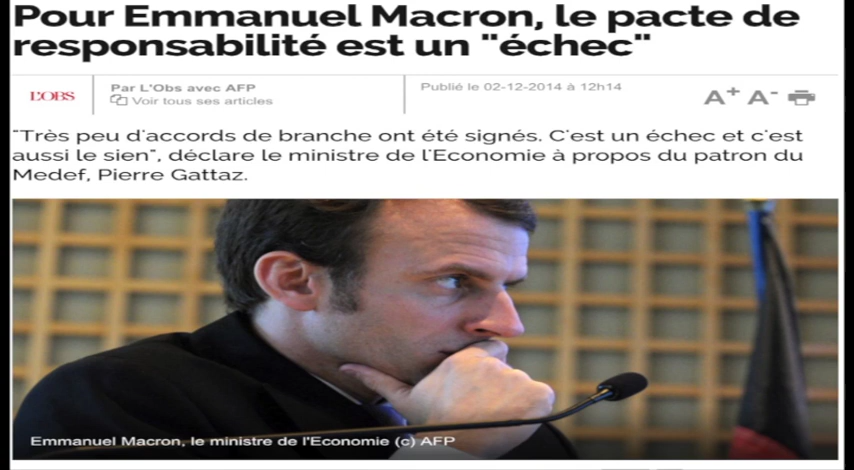 Pour Emmanuel Macron, le pacte de
responsabilité est un "échec"
L'OBS
Par L'Obs avec AFP
Voir tous ses articles
Publié le 02-12-2014 à 12h14
A+ A-
"Très peu d'accords de branche ont été signés. C'est un échec et c'est
aussi le sien", déclare le ministre de l'Economie à propos du patron du
Medef, Pierre Gattaz.
Emmanuel Macron, le ministre de l'Economie (c) AFP